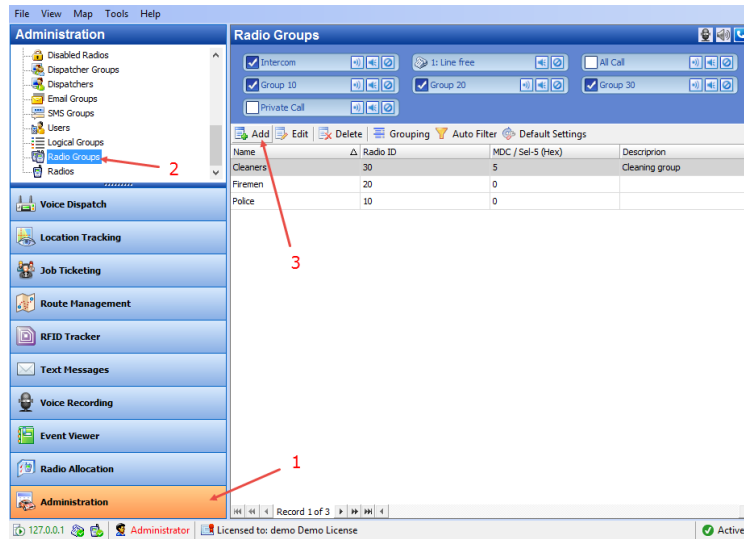 File View Map Tools Help
Administration
Disabled Radios
Dispatcher Groups
Dispatchers
Email Groups
SMS Groups
Users
Logical Groups
Radio Groups
Radios
2
Voice Dispatch
Location Tracking
Job Ticketing
Route Management
RFID Tracker
Text Messages
Voice Recording
Event Viewer
Radio Allocation
Administration
1
Radio Groups
Intercom
1: Line free
All Call
Group 10
Group 20
Group 30
Private Call
Add Edit Delete Grouping Auto Filter Default Settings
Name Radio ID MDC / Sel-5 (Hex) Descriprion
Cleaners 30 5 Cleaning group
Firemen 20 0
Police 10 0
3
Record 1 of 3
127.0.0.1 Administrator Licensed to: demo Demo License Active